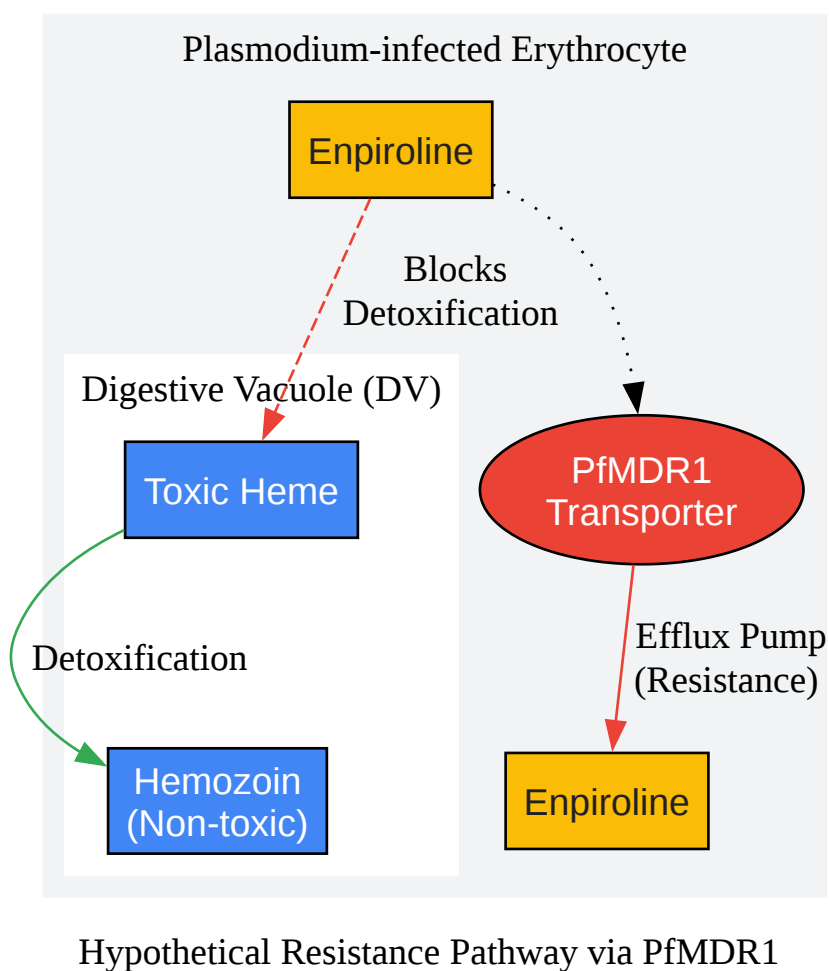 Plasmodium-infected Erythrocyte
Enpiroline
Blocks
Detoxification
Digestive Vacuole (DV)
Toxic Heme
PfMDR1
Transporter
Detoxification
Efflux Pump
(Resistance)
Hemozoin
(Non-toxic)
Enpiroline
Hypothetical Resistance Pathway via PfMDR1